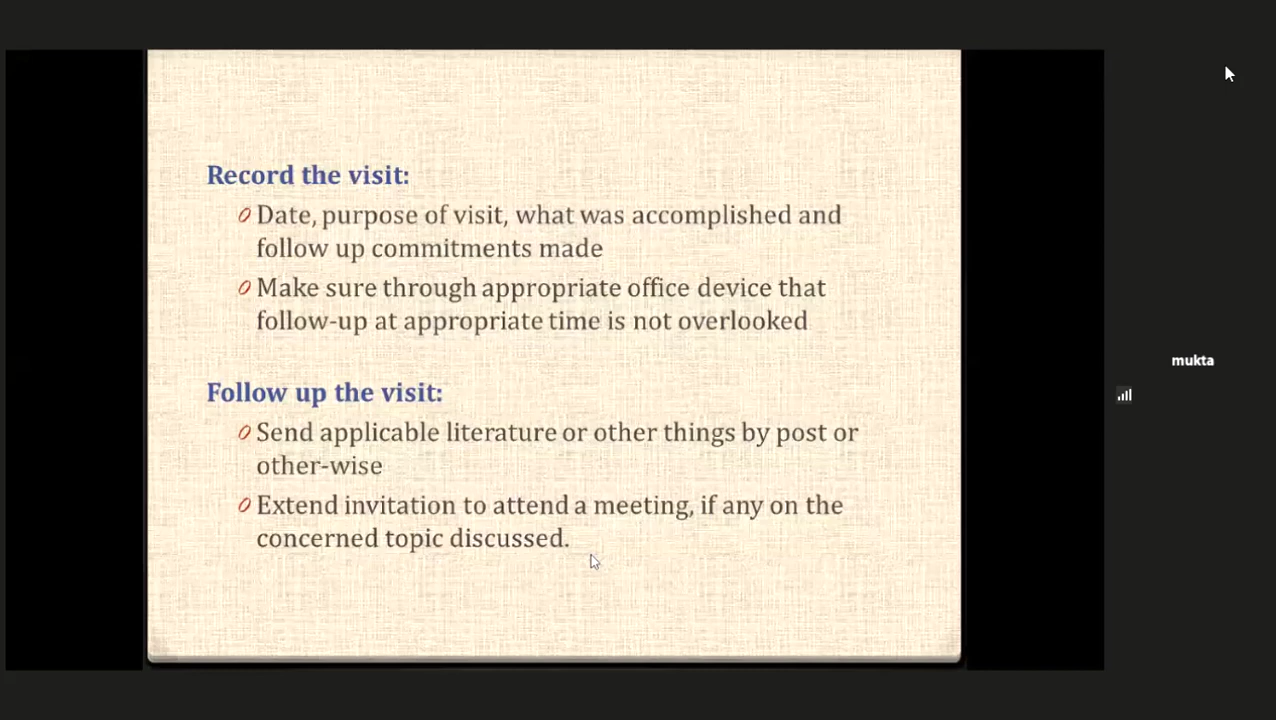 Record the visit:
Date, purpose of visit, what was accomplished and
follow up commitments made
Make sure through appropriate office device that
follow-up at appropriate time is not overlooked
Follow up the visit:
Send applicable literature or other things by post or
other-wise
Extend invitation to attend a meeting, if any on the
concerned topic discussed.
mukta